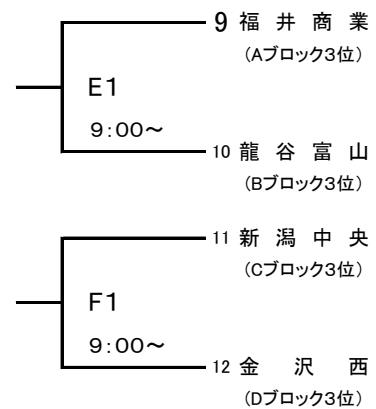 9 福 井 商 業
(Aブロック3位)
E1
9:00～
10 龍 谷 富 山
(Bブロック3位)
11 新 潟 中 央
(Cブロック3位)
F1
9:00～
12 金 沢 西
(Dブロック3位)